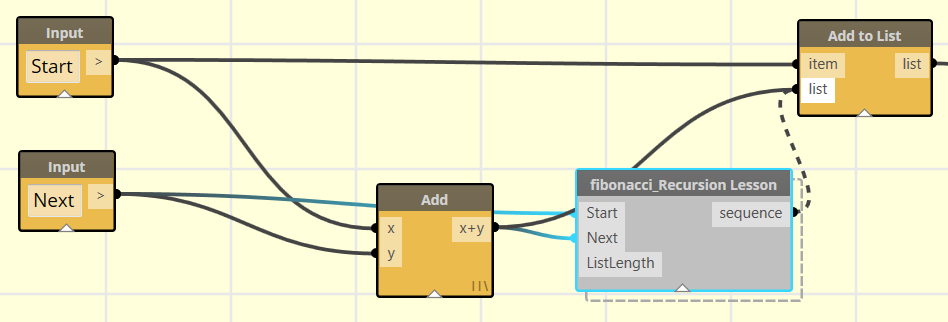 Input
Start >
Input
Next >
Add
x x+y
y
fibonacci_Recursion Lesson
Start sequence
Next
ListLength
Add to List
item list
list